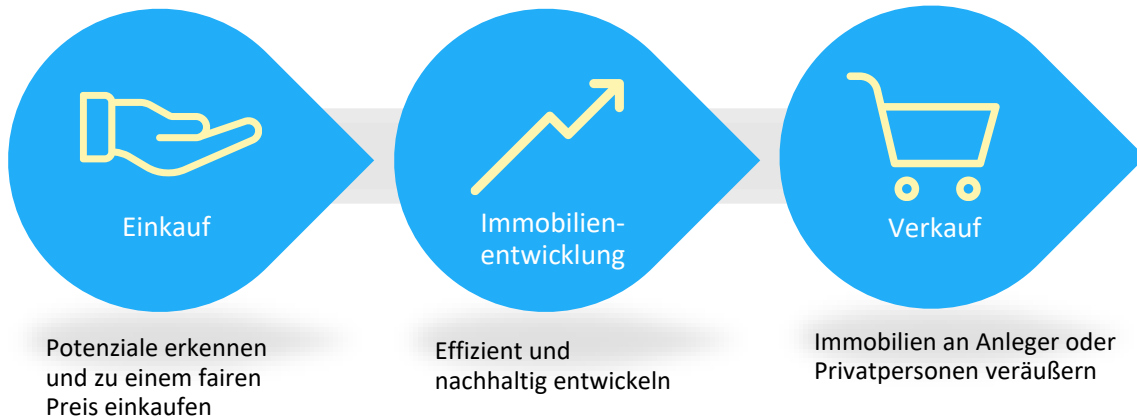 Einkauf
Immobilien-
entwicklung
Verkauf
Potenziale erkennen
und zu einem fairen
Preis einkaufen
Effizient und
nachhaltig entwickeln
Immobilien an Anleger oder
Privatpersonen veräußern